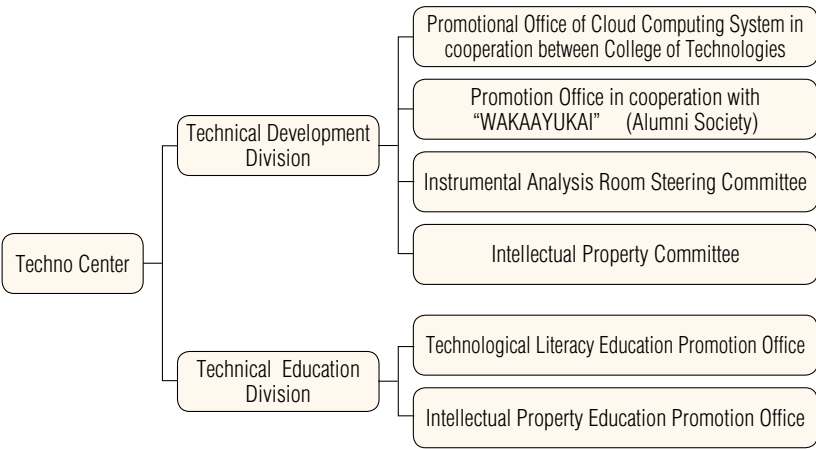 Techno Center
Technical Development
Division
Promotional Office of Cloud Computing System in
cooperation between College of Technologies
Promotion Office in cooperation with
“WAKAAYUKAI” (Alumni Society)
Instrumental Analysis Room Steering Committee
Intellectual Property Committee
Technical Education
Division
Technological Literacy Education Promotion Office
Intellectual Property Education Promotion Office